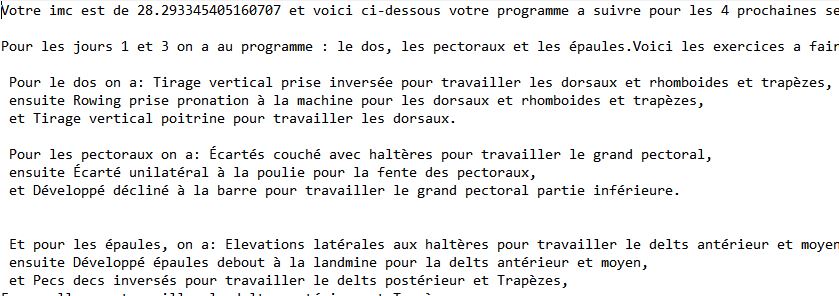 Votre imc est de 28.293345405160707 et voici ci-dessous votre programme a suivre pour les 4 prochaines se
Pour les jours 1 et 3 on a au programme : le dos, les pectoraux et les épaules.Voici les exercices a fair
Pour le dos on a: Tirage vertical prise inversée pour travailler les dorsaux et rhomboides et trapèzes,
ensuite Rowing prise pronation à la machine pour les dorsaux et rhomboides et trapèzes,
et Tirage vertical poitrine pour travailler les dorsaux.
Pour les pectoraux on a: Écartés couché avec haltères pour travailler le grand pectoral,
ensuite Écarté unilatéral à la poulie pour la fente des pectoraux,
et Développé décliné à la barre pour travailler le grand pectoral partie inférieure.
Et pour les épaules, on a: Elevations latérales aux haltères pour travailler le delts antérieur et moyen
ensuite Développé épaules debout à la landmine pour la delts antérieur et moyen,
et Pecs decs inversés pour travailler le delts postérieur et Trapèzes,